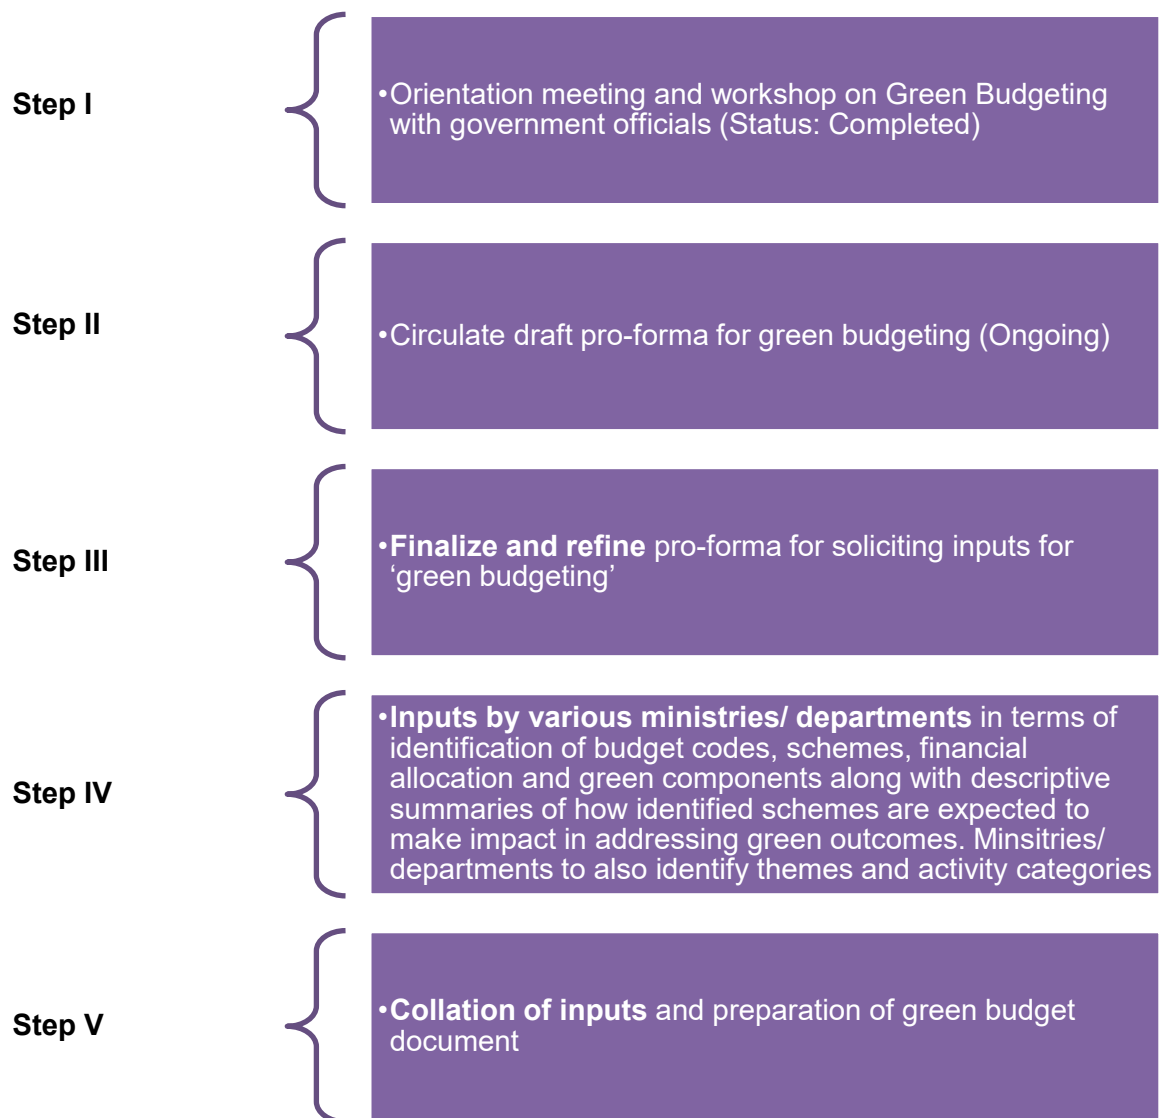 Step I
•Orientation meeting and workshop on Green Budgeting
with government officials (Status: Completed)
Step II
•Circulate draft pro-forma for green budgeting (Ongoing)
Step III
•Finalize and refine pro-forma for soliciting inputs for
‘green budgeting’
Step IV
•Inputs by various ministries/ departments in terms of
identification of budget codes, schemes, financial
allocation and green components along with descriptive
summaries of how identified schemes are expected to
make impact in addressing green outcomes. Minsitries/
departments to also identify themes and activity categories
Step V
•Collation of inputs and preparation of green budget
document